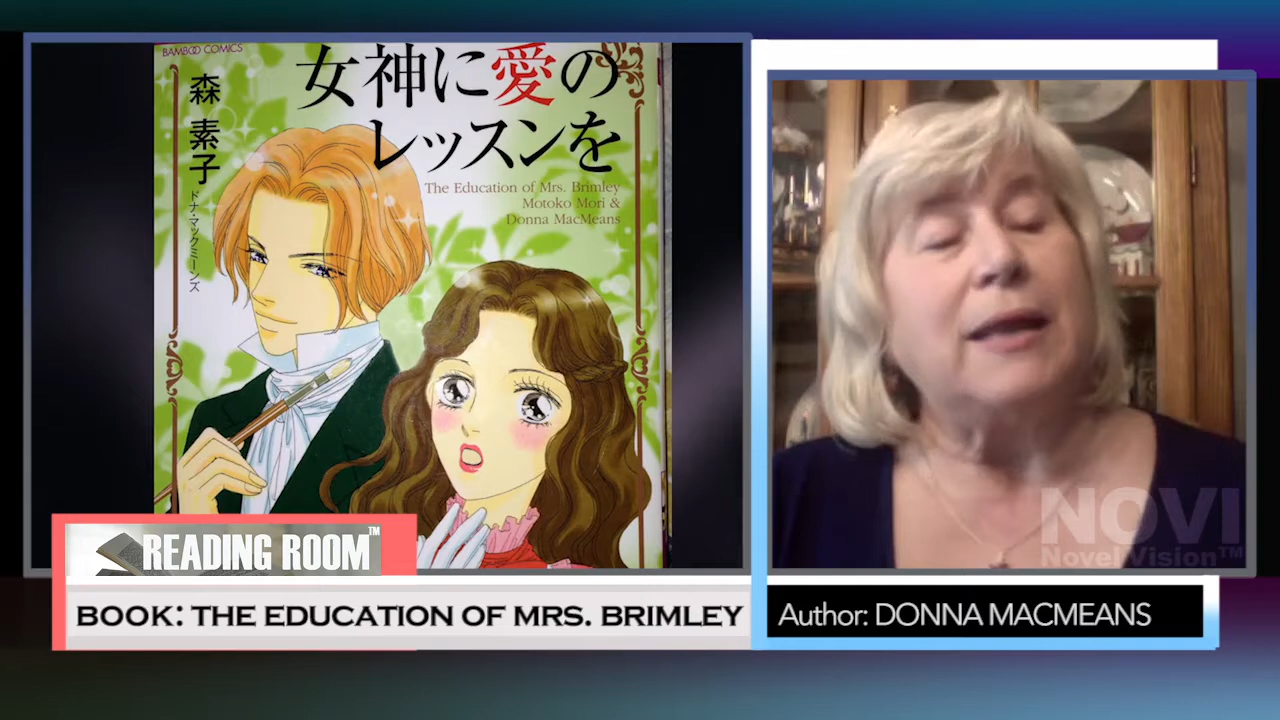 BAMBOO COMICS
女神に愛の
レッスンを
The Education of Mrs. Brimley
Motoko Mori &
Donna MacMeans
森 素子
ドナ・マックミーンズ
READING ROOM™
BOOK: THE EDUCATION OF MRS. BRIMLEY
NOVI
NovelVision™
Author: DONNA MACMEANS